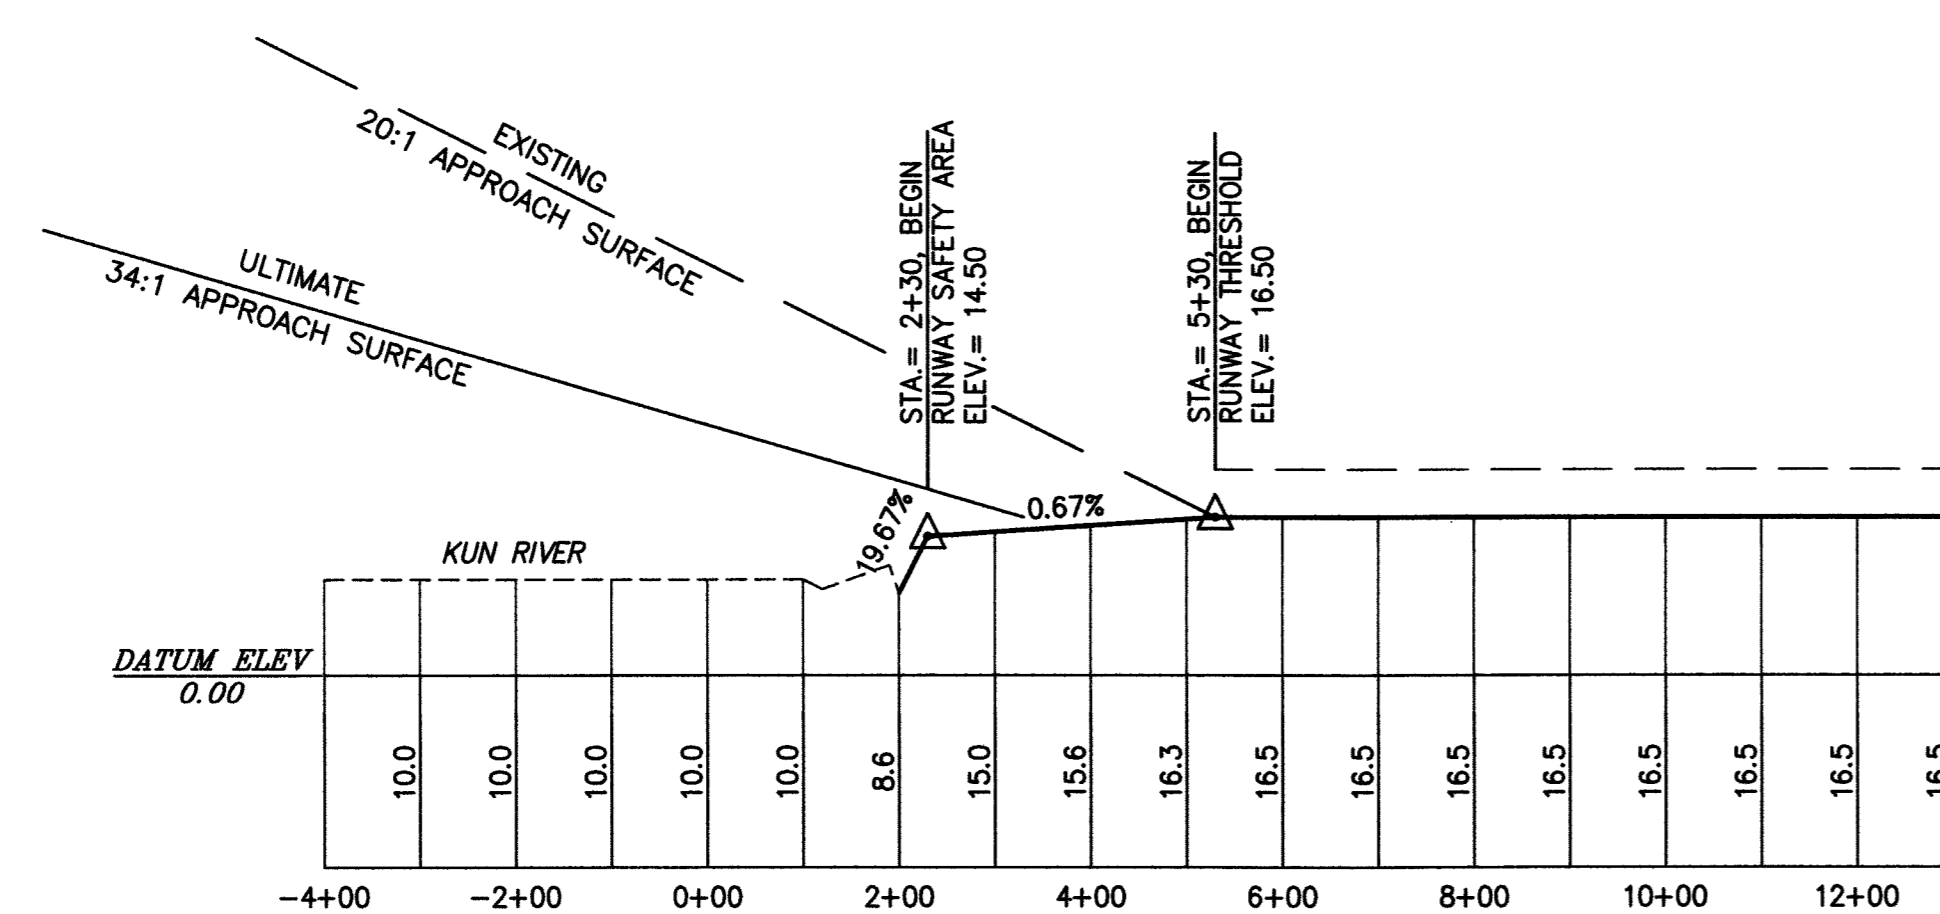 EXISTING
20:1 APPROACH SURFACE
ULTIMATE
34:1 APPROACH SURFACE
STA.= 2+30, BEGIN
RUNWAY SAFETY AREA
ELEV.= 14.50
STA.= 5+30, BEGIN
RUNWAY THRESHOLD
ELEV.= 16.50
19.67%
0.67%
KUN RIVER
DATUM ELEV
0.00
10.0 10.0 10.0 10.0 10.0 8.6 15.0 15.6 16.3 16.5 16.5 16.5 16.5 16.5 16.5 16.5 16.5
-4+00 -2+00 0+00 2+00 4+00 6+00 8+00 10+00 12+00